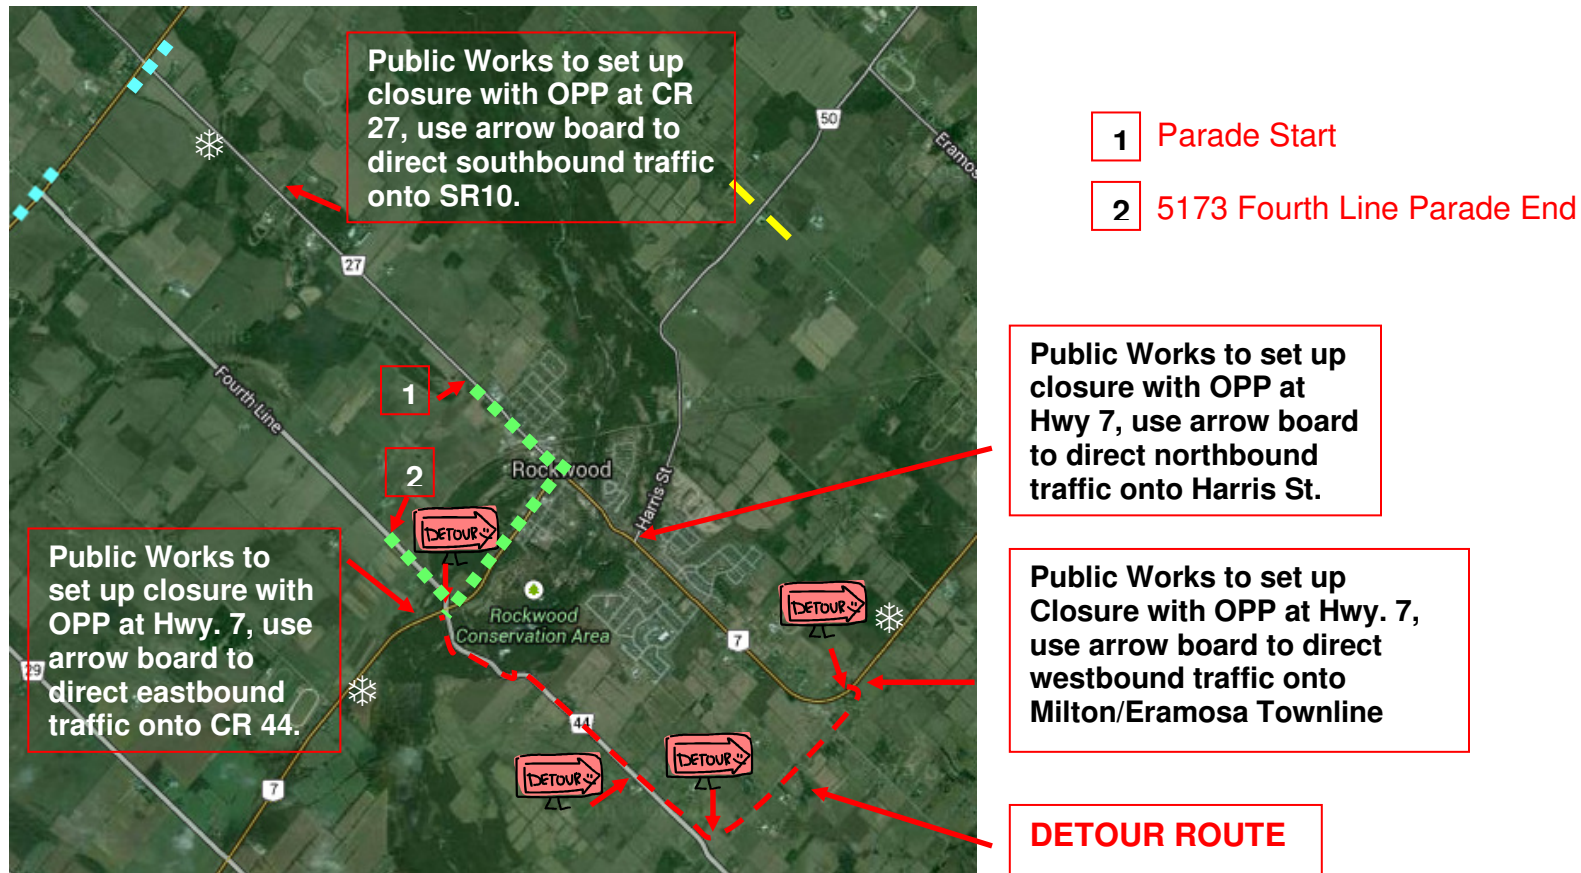 Public Works to set up
closure with OPP at CR
27, use arrow board to
direct southbound traffic
onto SR10.
50
Eramos
1 Parade Start
2 5173 Fourth Line Parade End
27
Fourth Line
1
2
Rockwood
Harris St
DETOUR
Public Works to set up
closure with OPP at
Hwy 7, use arrow board
to direct northbound
traffic onto Harris St.
Public Works to
set up closure with
OPP at Hwy. 7, use
arrow board to
direct eastbound
traffic onto CR 44.
29
Rockwood
Conservation Area
DETOUR
7
Public Works to set up
Closure with OPP at Hwy. 7,
use arrow board to direct
westbound traffic onto
Milton/Eramosa Townline
44
DETOUR
DETOUR
7
DETOUR ROUTE